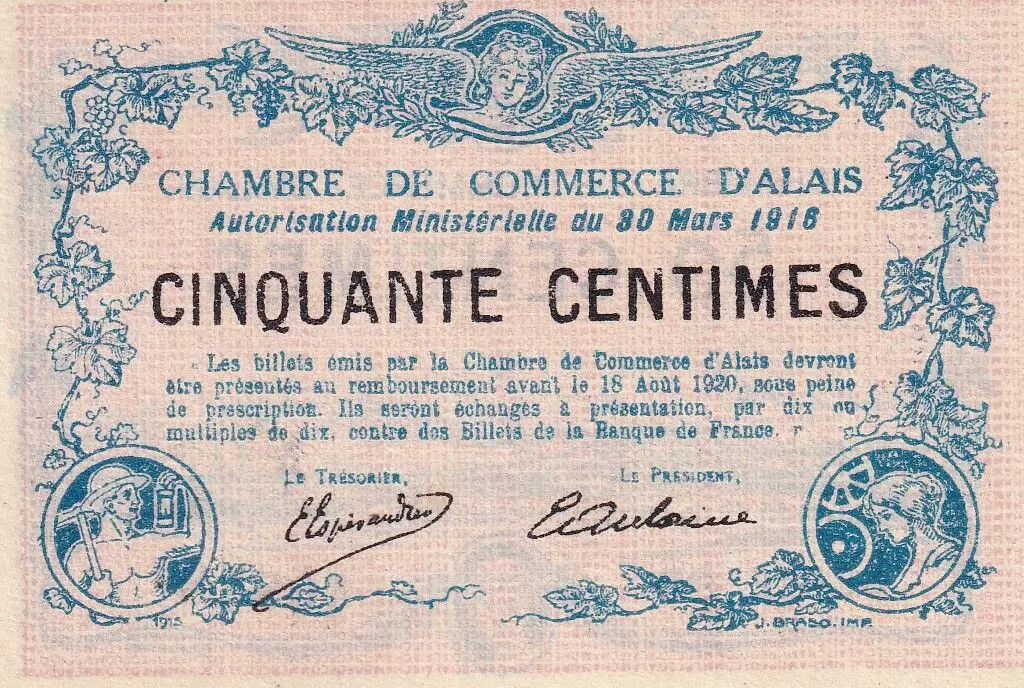 CHAMBRE DE COMMERCE D'ALAIS
Autorisation Ministérielle du 30 Mars 1916
CINQUANTE CENTIMES
Les billets émis par la Chambre de Commerce d'Alais devront
être présentés au remboursement avant le 18 Août 1920, sous peine
de prescription. Ils seront échangés à présentation, par dix ou
multiples de dix, contre des Billets de la Banque de France.
LE TRÉSORIER, LE PRÉSIDENT,
J. BRABO. IMP.